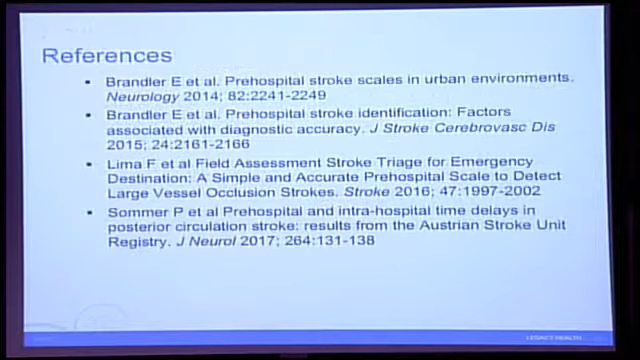 References
▪ Brandler E et al. Prehospital stroke scales in urban environments.
Neurology 2014; 82:2241-2249
▪ Brandler E et al. Prehospital stroke identification: Factors
associated with diagnostic accuracy. J Stroke Cerebrovasc Dis
2015; 24:2161-2166
▪ Lima F et al Field Assessment Stroke Triage for Emergency
Destination: A Simple and Accurate Prehospital Scale to Detect
Large Vessel Occlusion Strokes. Stroke 2016; 47:1997-2002
▪ Sommer P et al Prehospital and intra-hospital time delays in
posterior circulation stroke: results from the Austrian Stroke Unit
Registry. J Neurol 2017; 264:131-138
LEGACY HEALTH